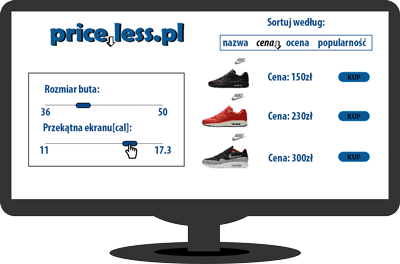 price,less.pl
Rozmiar buta:
36 50
Przekątna ekranu[cal]:
11 17.3
Sortuj według:
nazwa cena ocena popularność
Cena: 150zł KUP
Cena: 230zł KUP
Cena: 300zł KUP